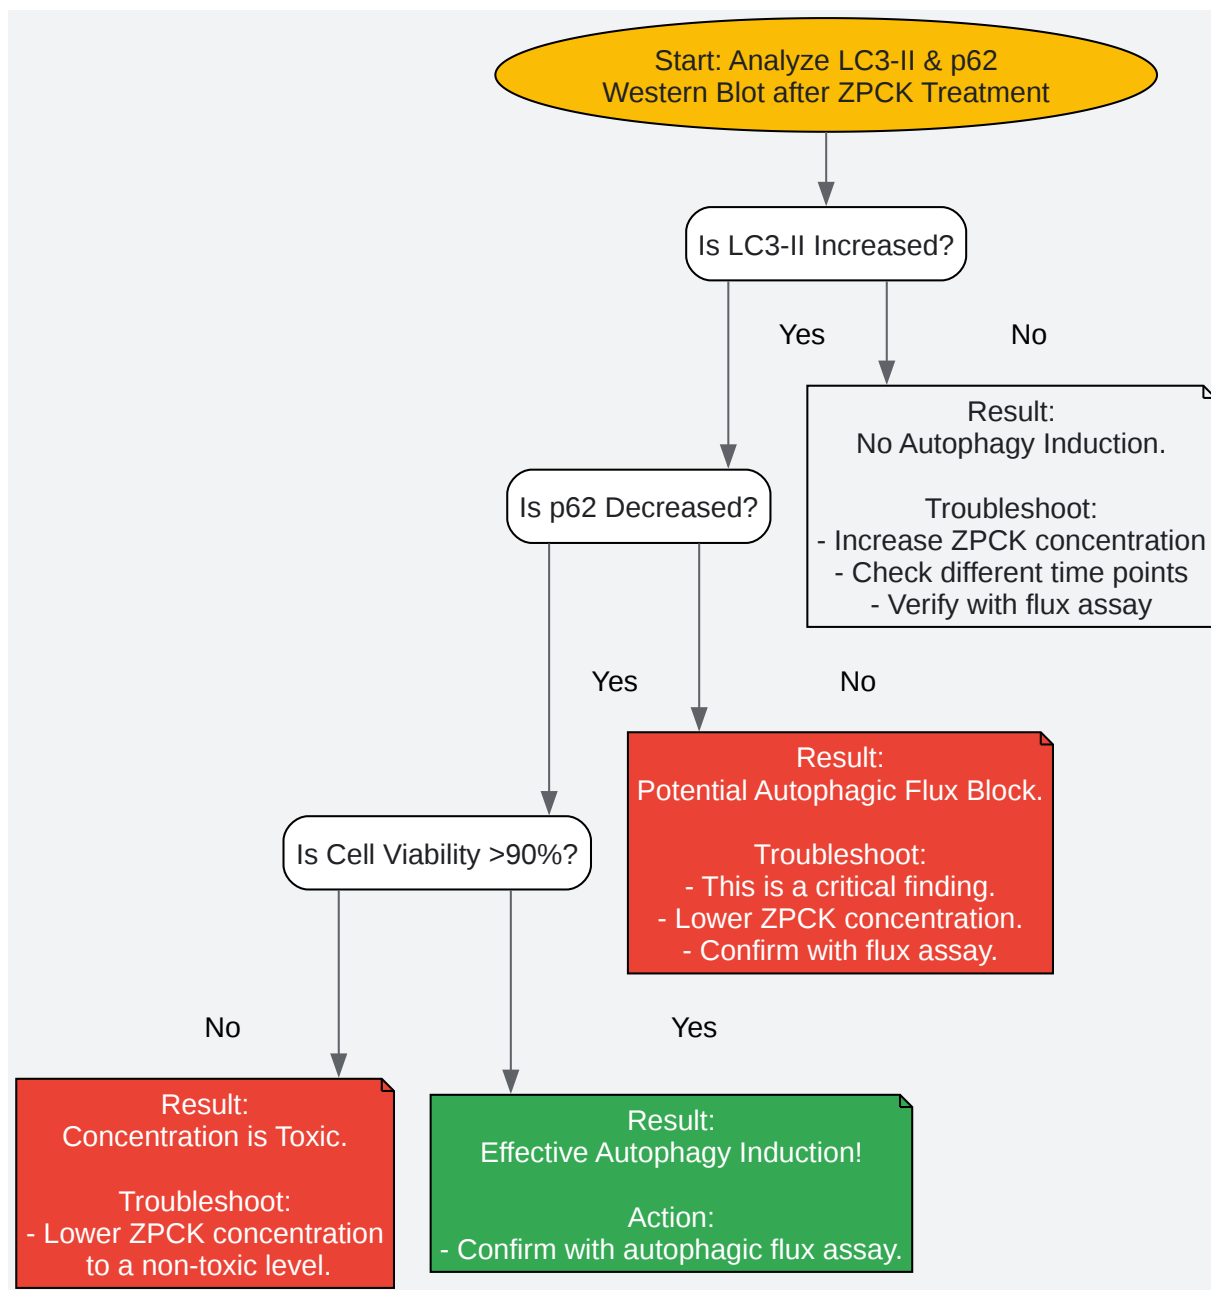 Start: Analyze LC3-II & p62
Western Blot after ZPCK Treatment
Is LC3-II Increased?
Yes
No
Result:
No Autophagy Induction.
Troubleshoot:
- Increase ZPCK concentration
- Check different time points
- Verify with flux assay
Is p62 Decreased?
Yes
No
Result:
Potential Autophagic Flux Block.
Troubleshoot:
- This is a critical finding.
- Lower ZPCK concentration.
- Confirm with flux assay.
Is Cell Viability >90%?
No
Yes
Result:
Concentration is Toxic.
Troubleshoot:
- Lower ZPCK concentration
to a non-toxic level.
Result:
Effective Autophagy Induction!
Action:
- Confirm with autophagic flux assay.